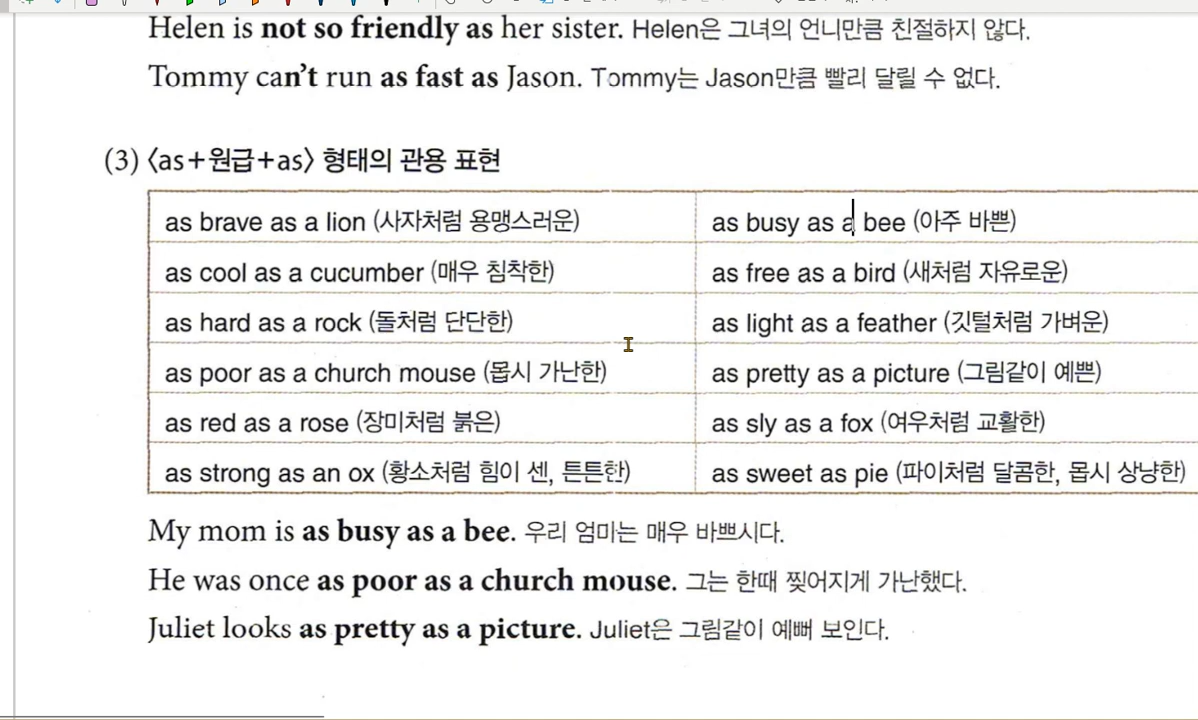 Helen is not so friendly as her sister. Helen은 그녀의 언니만큼 친절하지 않다.
Tommy can't run as fast as Jason. Tommy는 Jason만큼 빨리 달릴 수 없다.
(3) 〈as+원급+as〉 형태의 관용 표현
as brave as a lion (사자처럼 용맹스러운) as busy as a bee (아주 바쁜)
as cool as a cucumber (매우 침착한) as free as a bird (새처럼 자유로운)
as hard as a rock (돌처럼 단단한) as light as a feather (깃털처럼 가벼운)
as poor as a church mouse (몹시 가난한) as pretty as a picture (그림같이 예쁜)
as red as a rose (장미처럼 붉은) as sly as a fox (여우처럼 교활한)
as strong as an ox (황소처럼 힘이 센, 튼튼한) as sweet as pie (파이처럼 달콤한, 몹시 상냥한)
My mom is as busy as a bee. 우리 엄마는 매우 바쁘시다.
He was once as poor as a church mouse. 그는 한때 찢어지게 가난했다.
Juliet looks as pretty as a picture. Juliet은 그림같이 예뻐 보인다.